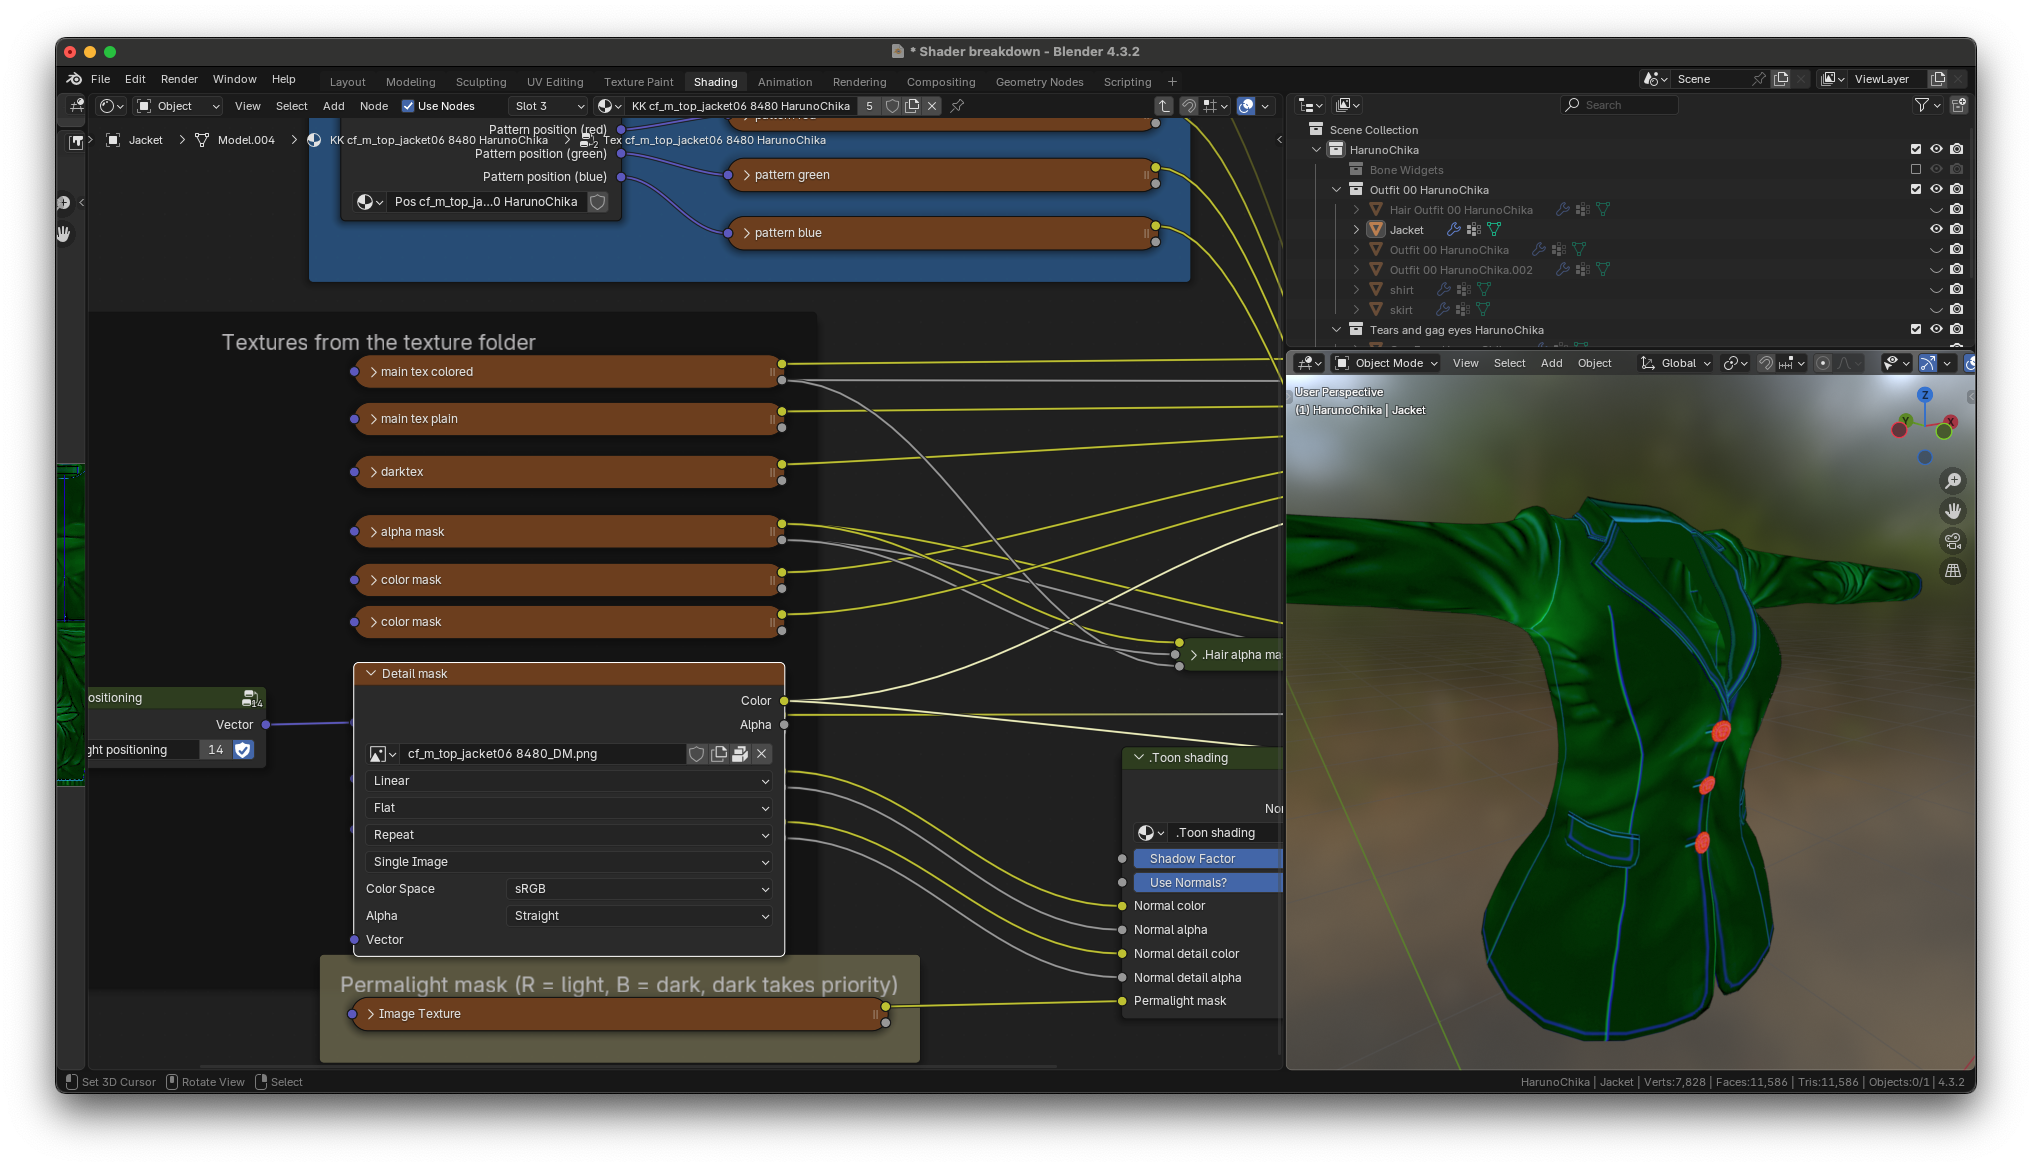 * Shader breakdown - Blender 4.3.2
File Edit Render Window Help
Layout Modeling Sculpting UV Editing Texture Paint Shading Animation Rendering Compositing Geometry Nodes Scripting +
Scene
ViewLayer
Object View Select Add Node Use Nodes Slot 3 KK cf_m_top_jacket06 8480 HarunoChika 5
Jacket > Model.004 > KK cf_m_top_jacket06 8480 HarunoChika > Tex cf_m_top_jacket06 8480 HarunoChika
Pattern position (red)
Pattern position (green)
Pattern position (blue)
Pos cf_m_top_ja...0 HarunoChika
pattern green
pattern blue
Textures from the texture folder
main tex colored
main tex plain
darktex
alpha mask
color mask
color mask
Detail mask
Color
Alpha
cf_m_top_jacket06 8480_DM.png
Linear
Flat
Repeat
Single Image
Color Space sRGB
Alpha Straight
Vector
ositioning
14
Vector
ght positioning 14
Permalight mask (R = light, B = dark, dark takes priority)
Image Texture
.Hair alpha ma
.Toon shading
Nor
.Toon shading
Shadow Factor
Use Normals?
Normal color
Normal alpha
Normal detail color
Normal detail alpha
Permalight mask
Search
Scene Collection
HarunoChika
Bone Widgets
Outfit 00 HarunoChika
Hair Outfit 00 HarunoChika
Jacket
Outfit 00 HarunoChika
Outfit 00 HarunoChika.002
shirt
skirt
Tears and gag eyes HarunoChika
Object Mode View Select Add Object Global
User Perspective
(1) HarunoChika | Jacket
Z
Y
X
Set 3D Cursor Rotate View Select
HarunoChika | Jacket | Verts:7,828 | Faces:11,586 | Tris:11,586 | Objects:0/1 | 4.3.2